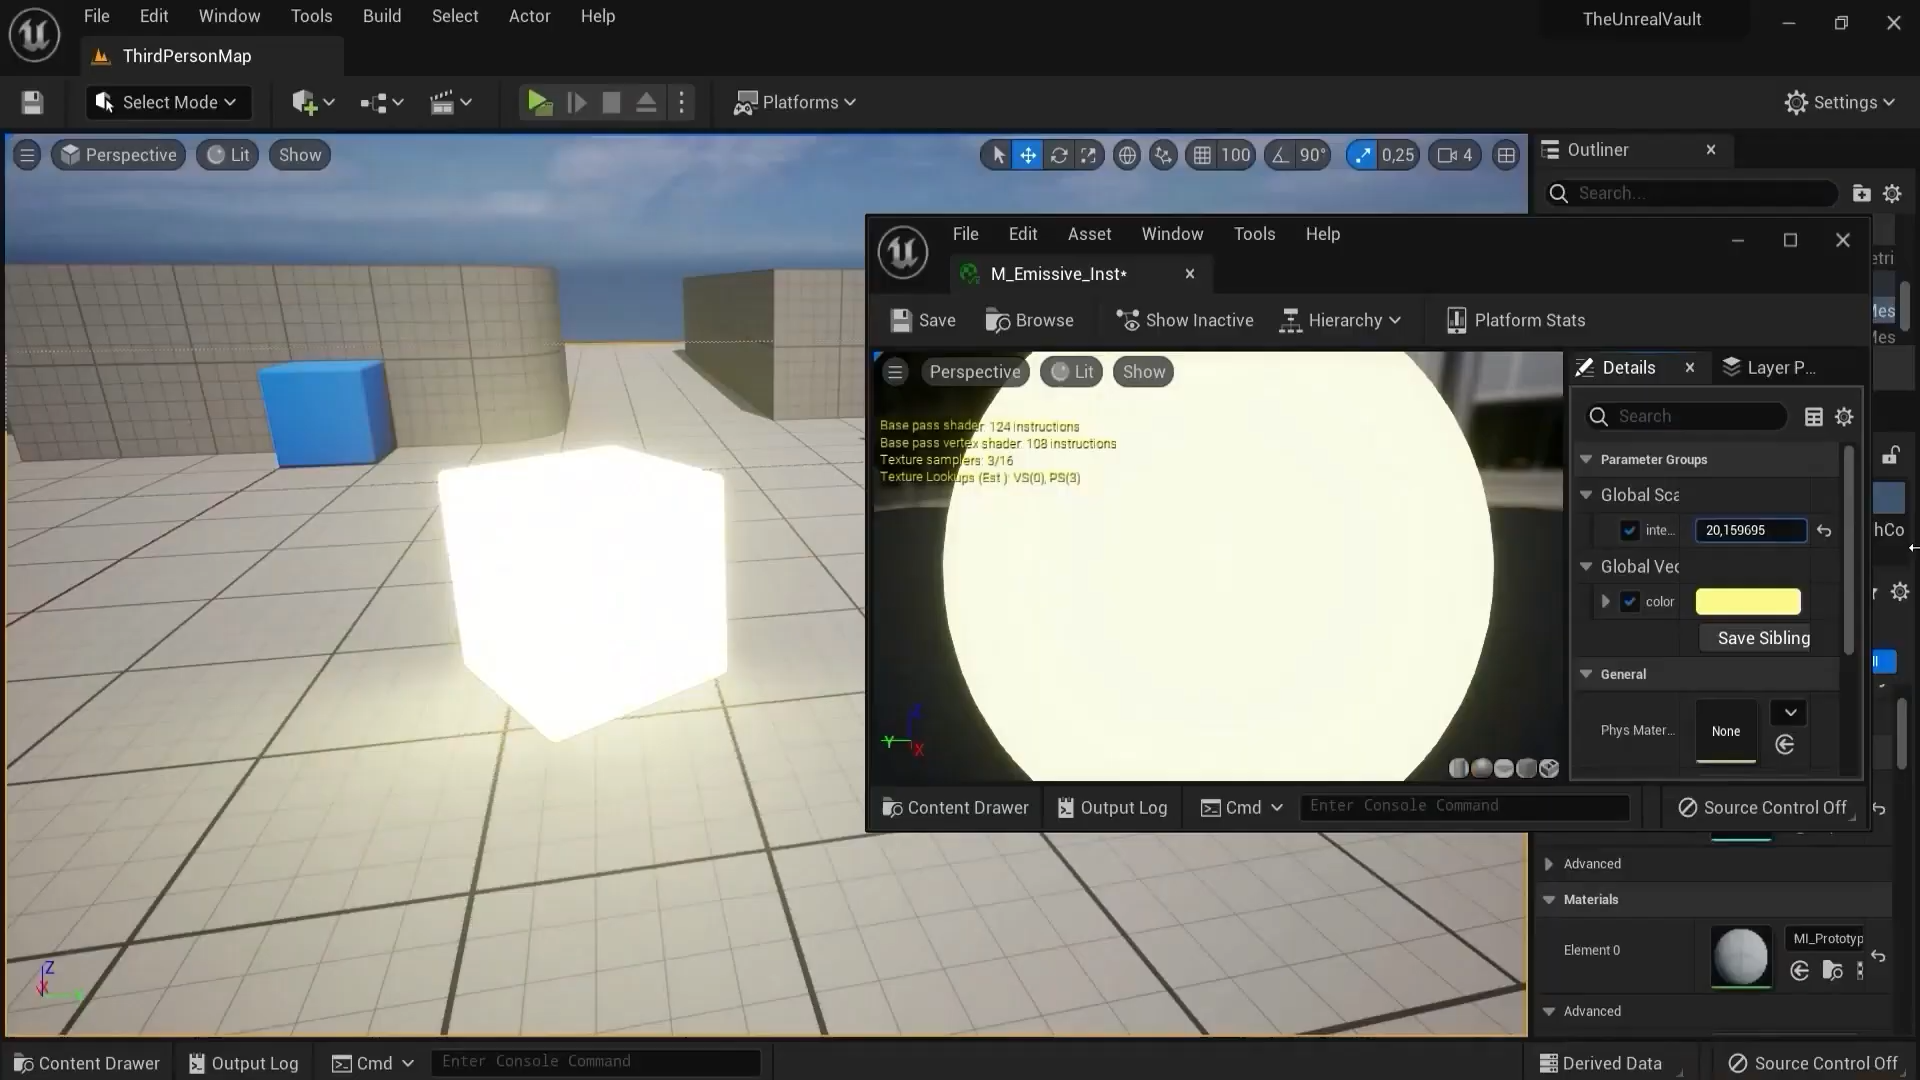 File Edit Window Tools Build Select Actor Help
TheUnrealVault
ThirdPersonMap
Select Mode
Platforms
Settings
Perspective Lit Show
100 90° 0,25 4
Outliner
Search...
File Edit Asset Window Tools Help
M_Emissive_Inst*
Save Browse Show Inactive Hierarchy Platform Stats
Perspective Lit Show
Details Layer P...
Base pass shader: 124 instructions
Base pass vertex shader: 108 instructions
Texture samplers: 3/16
Texture Lookups (Est.): VS(0), PS(3)
Search
Parameter Groups
Global Sca
inte... 20,159695
Global Vec
color
Save Sibling
General
Phys Mater... None
Z
Y
X
Content Drawer Output Log Cmd Enter Console Command Source Control Off
etri
Mes
Mes
hCo
Advanced
Materials
Element 0 MI_Prototyp
Advanced
Z
X
Content Drawer Output Log Cmd Enter Console Command Derived Data Source Control Off